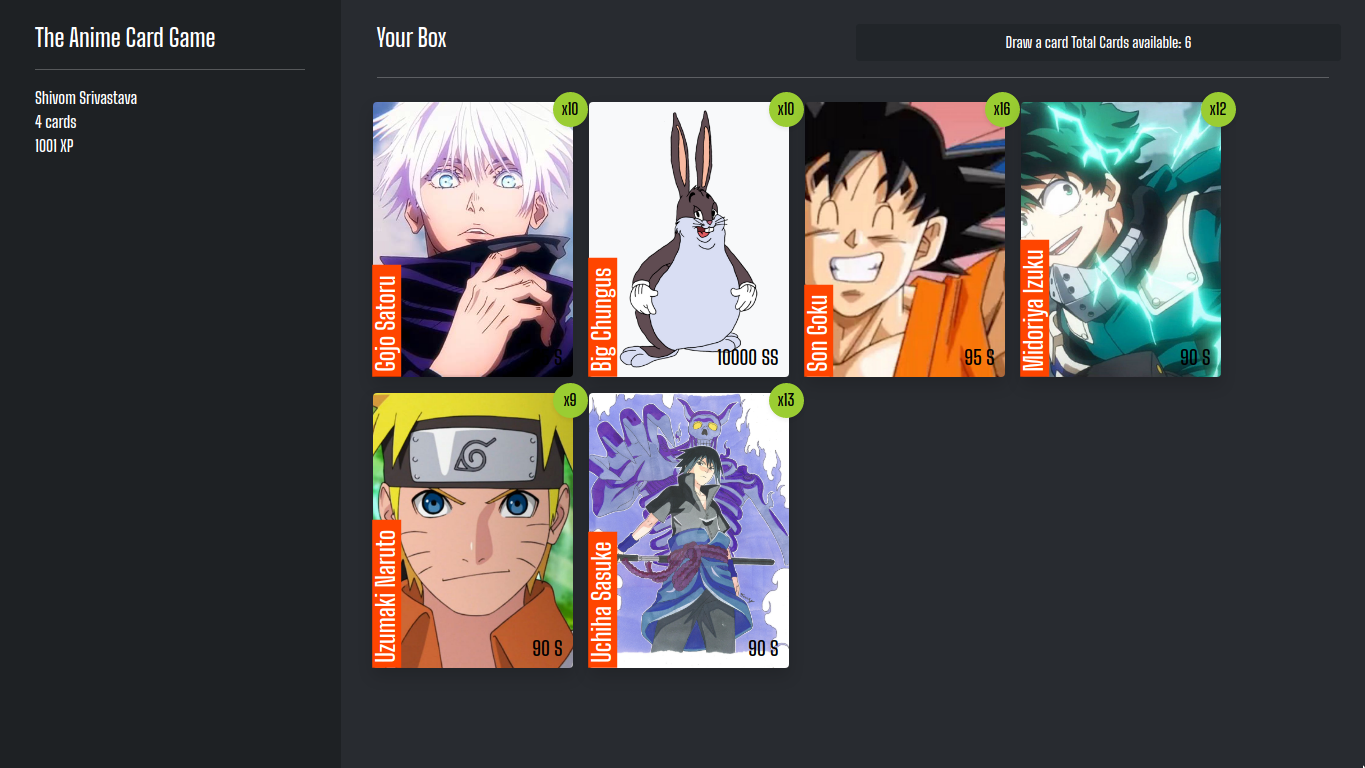 The Anime Card Game
Shivom Srivastava
4 cards
1001 XP
Your Box
Draw a card Total Cards available: 6
x10
Gojo Satoru
S
x10
Big Chungus
10000 SS
x16
Son Goku
95 S
x12
Midoriya Izuku
90 S
x9
Uzumaki Naruto
90 S
x13
Uchiha Sasuke
90 S